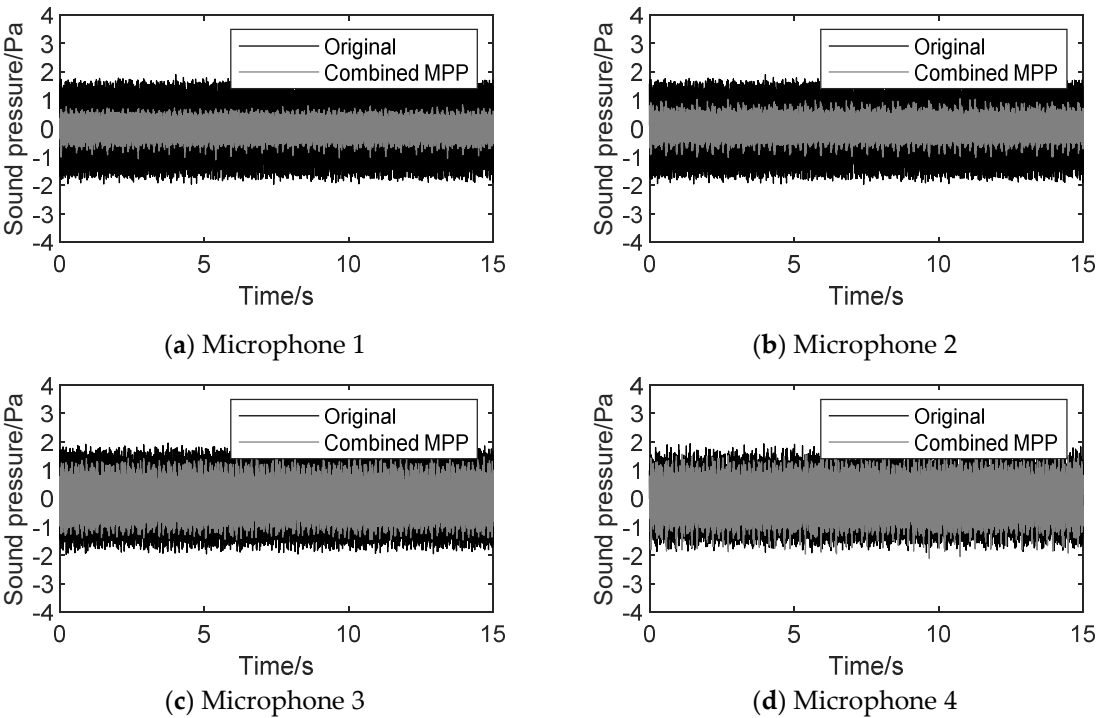 Sound pressure/Pa
4
3
2
1
0
-1
-2
-3
-4
Original
Combined MPP
0 5 10 15
Time/s
(a) Microphone 1
Sound pressure/Pa
4
3
2
1
0
-1
-2
-3
-4
Original
Combined MPP
0 5 10 15
Time/s
(b) Microphone 2
Sound pressure/Pa
4
3
2
1
0
-1
-2
-3
-4
Original
Combined MPP
0 5 10 15
Time/s
(c) Microphone 3
Sound pressure/Pa
4
3
2
1
0
-1
-2
-3
-4
Original
Combined MPP
0 5 10 15
Time/s
(d) Microphone 4